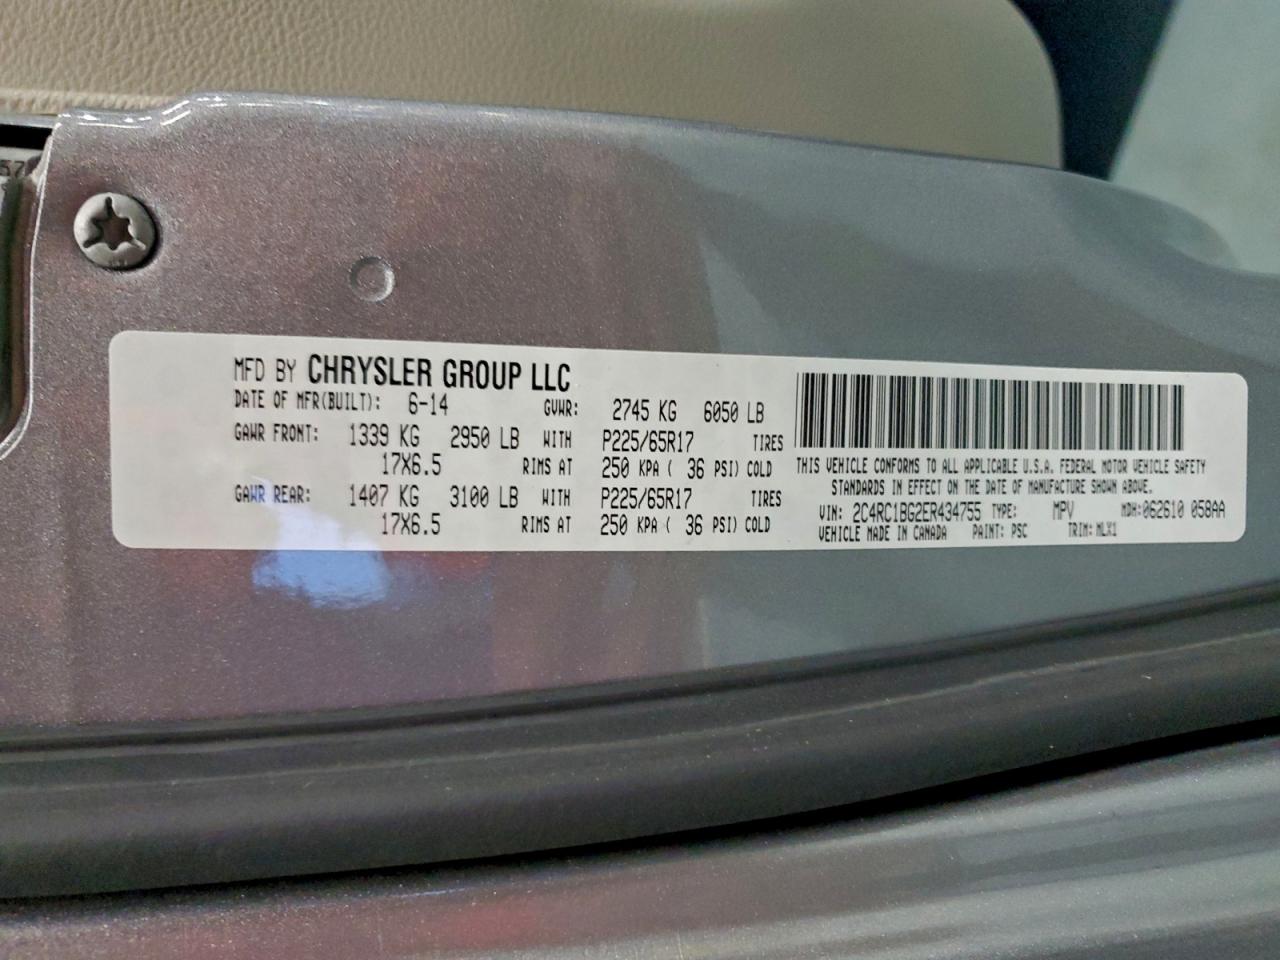 57
MFD BY CHRYSLER GROUP LLC
DATE OF MFR(BUILT): 6-14 GVWR: 2745 KG 6050 LB
GAWR FRONT: 1339 KG 2950 LB WITH P225/65R17 TIRES
17X6.5 RIMS AT 250 KPA ( 36 PSI) COLD
GAWR REAR: 1407 KG 3100 LB WITH P225/65R17 TIRES
17X6.5 RIMS AT 250 KPA ( 36 PSI) COLD
THIS VEHICLE CONFORMS TO ALL APPLICABLE U.S.A. FEDERAL MOTOR VEHICLE SAFETY
STANDARDS IN EFFECT ON THE DATE OF MANUFACTURE SHOWN ABOVE.
VIN: 2C4RC1BG2ER434755 TYPE: MPV MDH:062610 058AA
VEHICLE MADE IN CANADA PAINT: PSC TRIM: MLX1